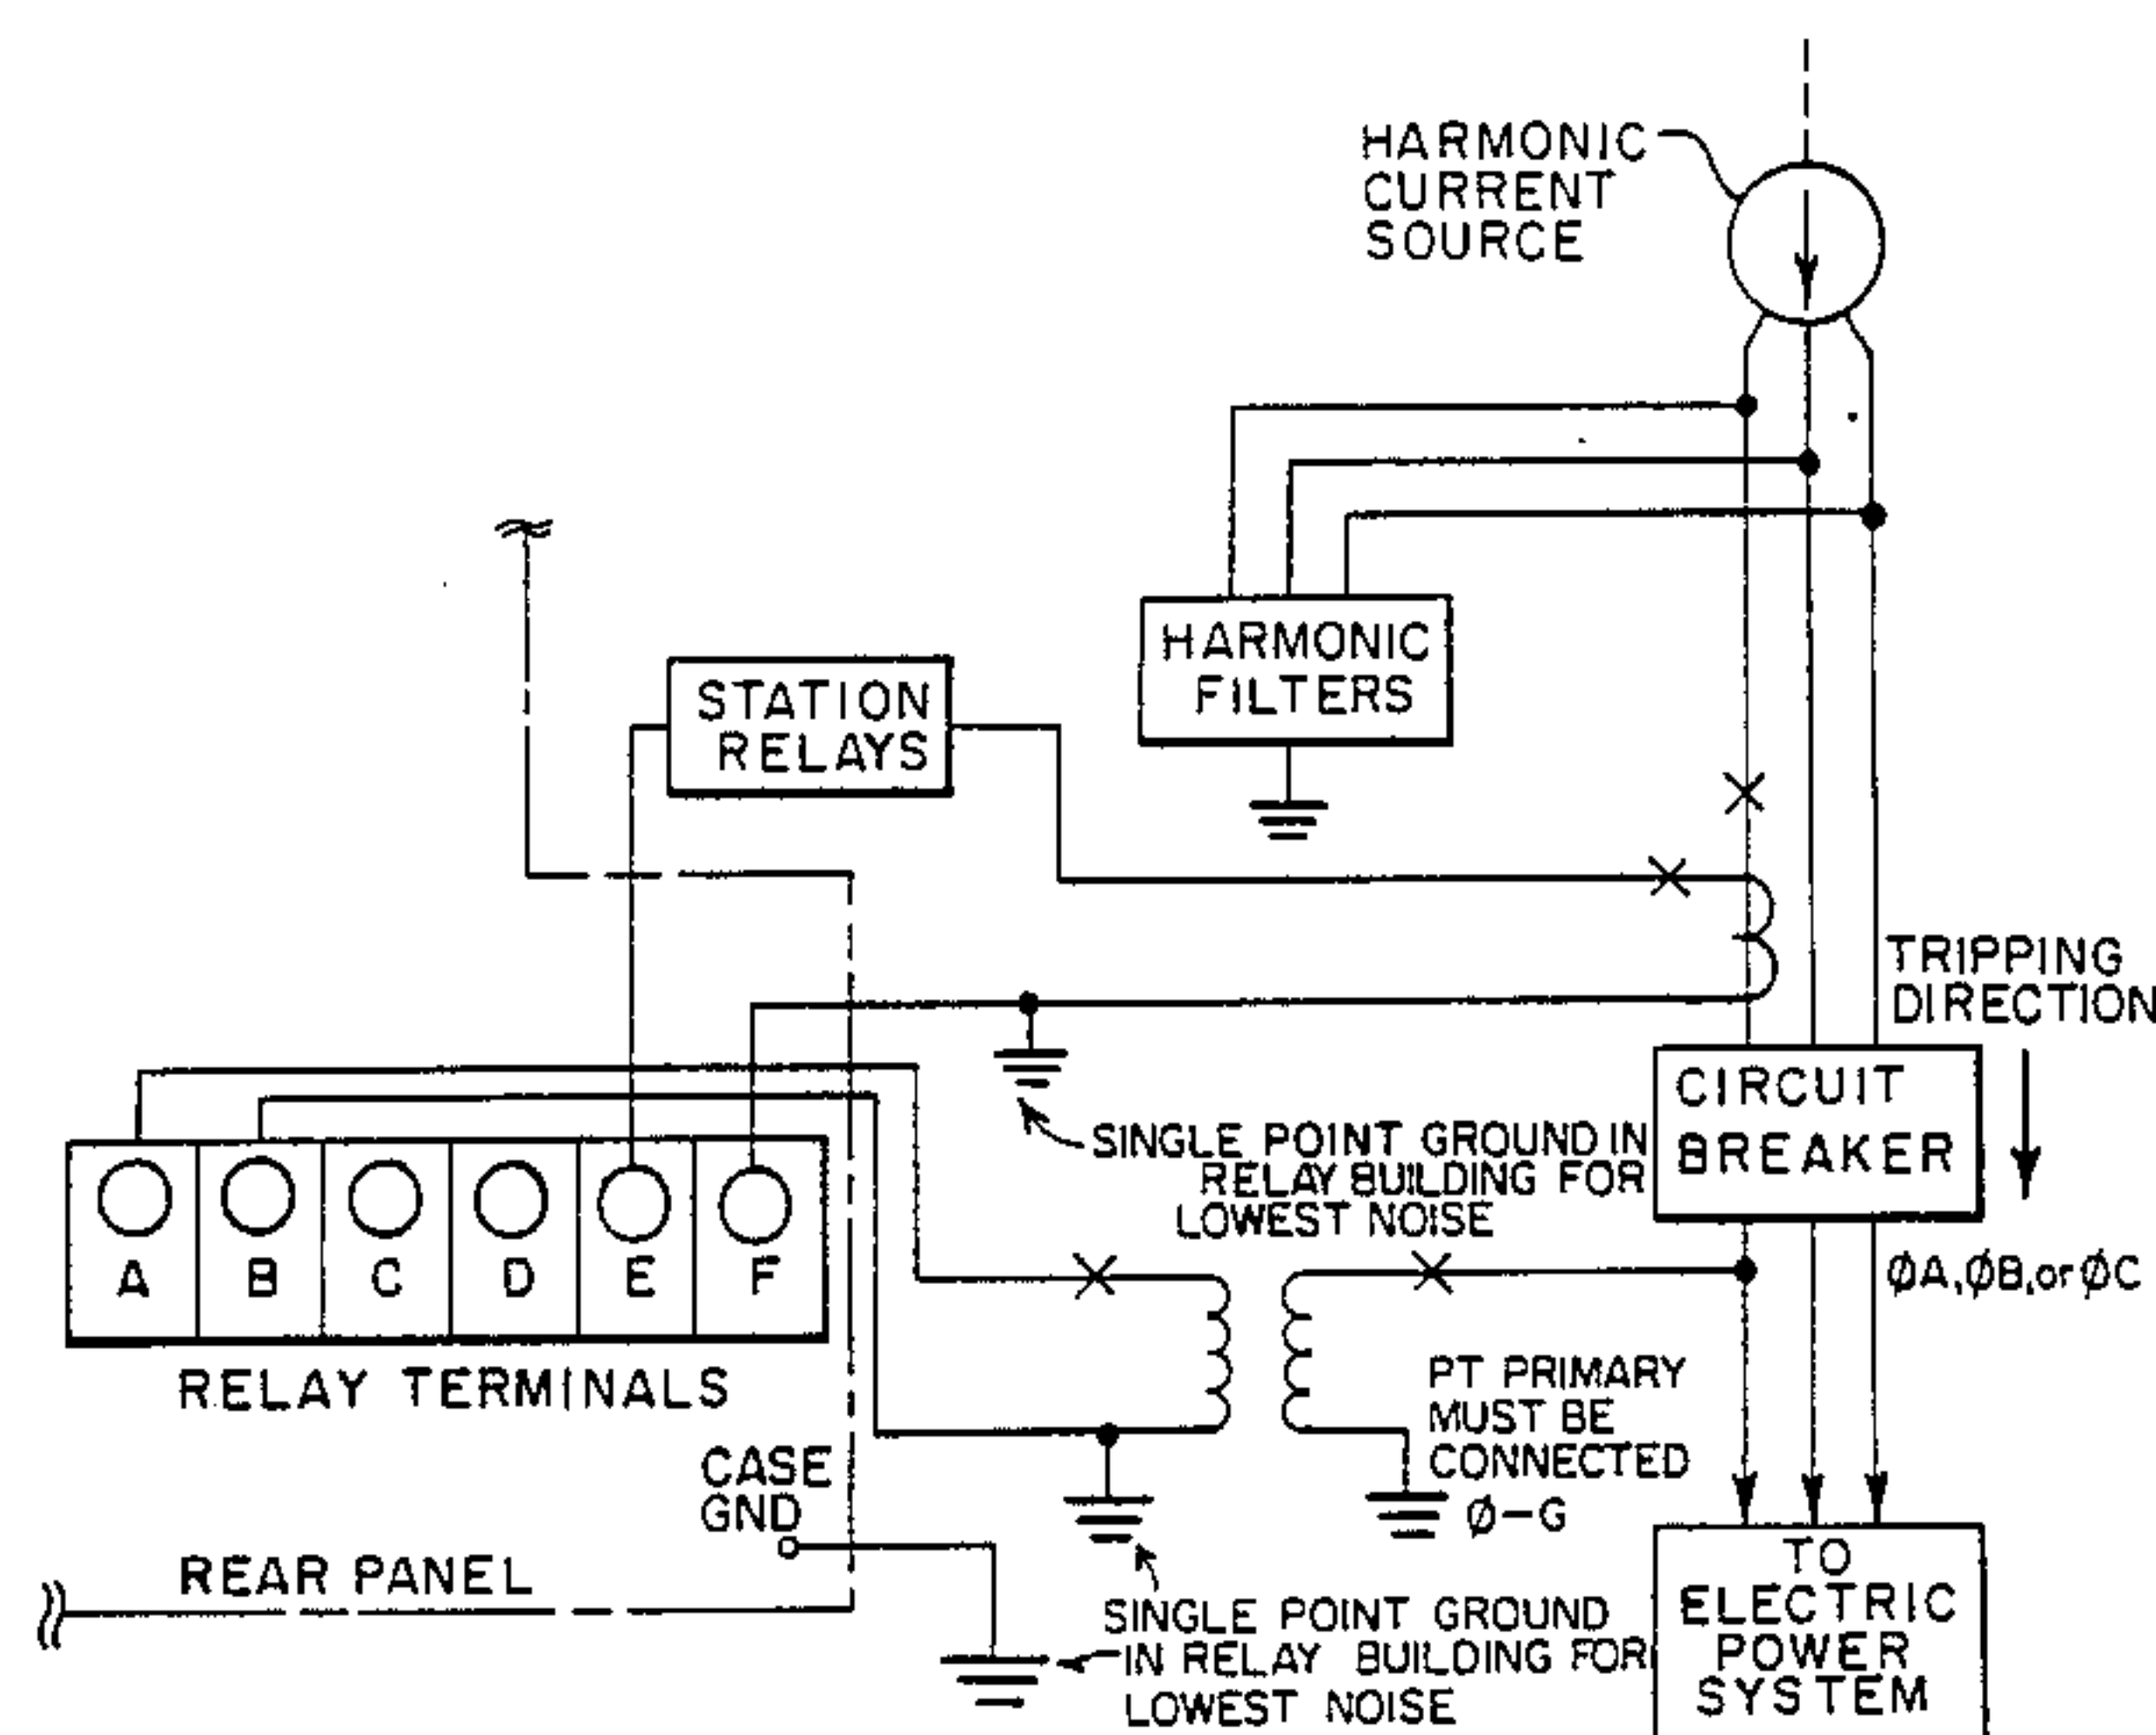 HARMONIC
CURRENT
SOURCE
HARMONIC
FILTERS
STATION
RELAYS
TRIPPING
DIRECTION
CIRCUIT
BREAKER
SINGLE POINT GROUND IN
RELAY BUILDING FOR
LOWEST NOISE
A B C D E F
RELAY TERMINALS
ØA,ØB,or ØC
PT PRIMARY
MUST BE
CONNECTED
Ø-G
CASE
GND
REAR PANEL
SINGLE POINT GROUND
IN RELAY BUILDING FOR
LOWEST NOISE
TO
ELECTRIC
POWER
SYSTEM